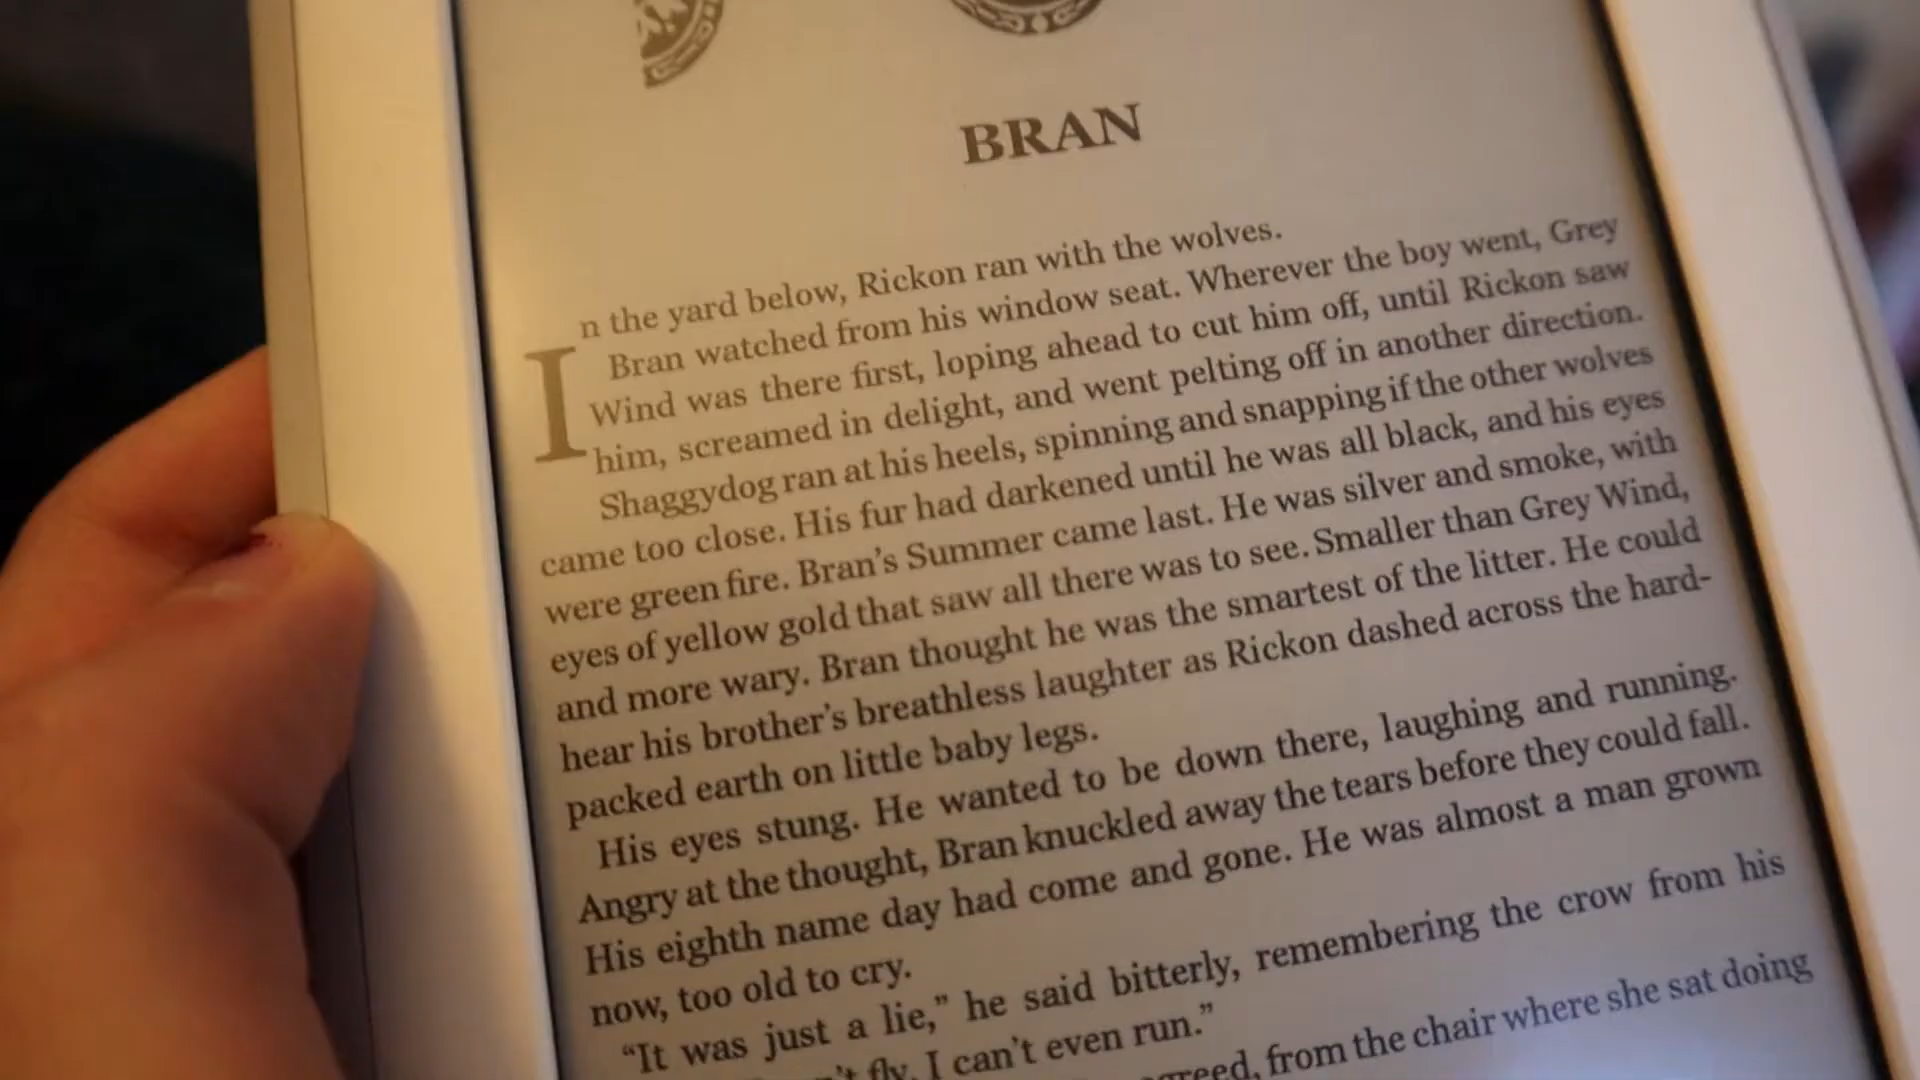 BRAN
In the yard below, Rickon ran with the wolves.
Bran watched from his window seat. Wherever the boy went, Grey
Wind was there first, loping ahead to cut him off, until Rickon saw
him, screamed in delight, and went pelting off in another direction.
Shaggydog ran at his heels, spinning and snapping if the other wolves
came too close. His fur had darkened until he was all black, and his eyes
were green fire. Bran’s Summer came last. He was silver and smoke, with
eyes of yellow gold that saw all there was to see. Smaller than Grey Wind,
and more wary. Bran thought he was the smartest of the litter. He could
hear his brother’s breathless laughter as Rickon dashed across the hard-
packed earth on little baby legs.
His eyes stung. He wanted to be down there, laughing and running.
Angry at the thought, Bran knuckled away the tears before they could fall.
His eighth name day had come and gone. He was almost a man grown
now, too old to cry.
“It was just a lie,” he said bitterly, remembering the crow from his
fly. I can’t even run.”
from the chair where she sat doing